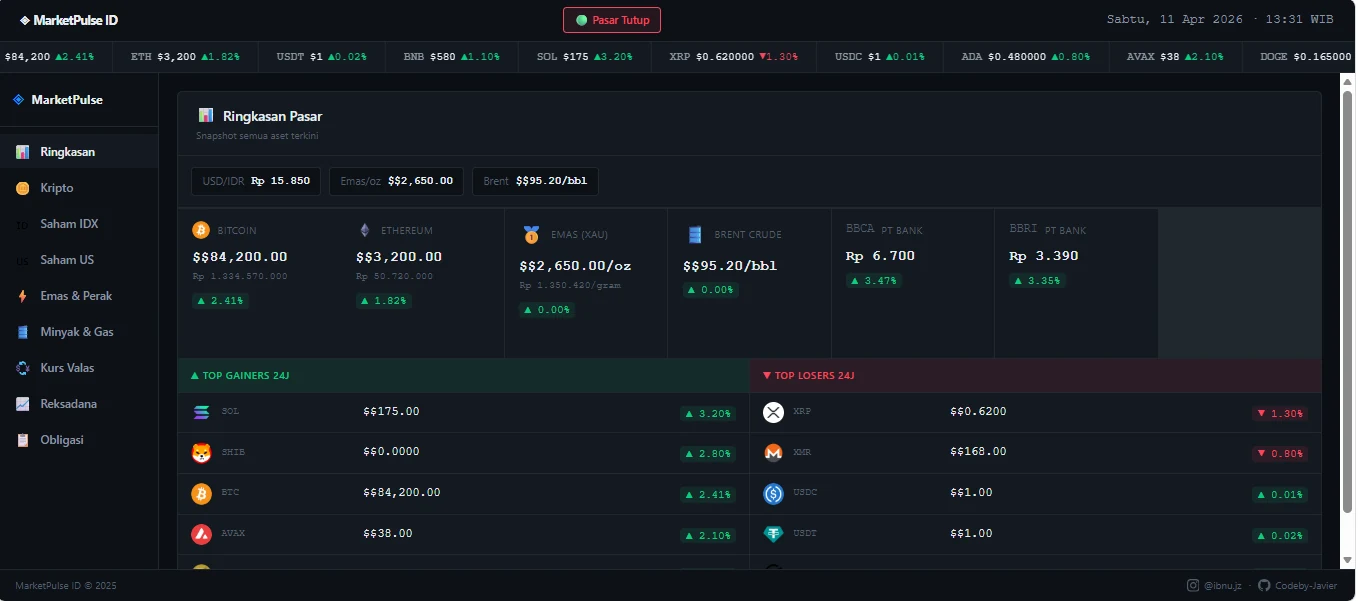 ◈ MarketPulse ID
Pasar Tutup
Sabtu, 11 Apr 2026 · 13:31 WIB
$84,200 ▲2.41% ETH $3,200 ▲1.82% USDT $1 ▲0.02% BNB $580 ▲1.10% SOL $175 ▲3.20% XRP $0.620000 ▼1.30% USDC $1 ▲0.01% ADA $0.480000 ▲0.80% AVAX $38 ▲2.10% DOGE $0.165000
◈ MarketPulse
Ringkasan
Kripto
ID Saham IDX
US Saham US
Emas & Perak
Minyak & Gas
Kurs Valas
Reksadana
Obligasi
Ringkasan Pasar
Snapshot semua aset terkini
USD/IDR Rp 15.850 Emas/oz $$2,650.00 Brent $$95.20/bbl
BITCOIN
$$84,200.00
Rp 1.334.570.000
▲ 2.41%
ETHEREUM
$$3,200.00
Rp 50.720.000
▲ 1.82%
EMAS (XAU)
$$2,650.00/oz
Rp 1.350.420/gram
▲ 0.00%
BRENT CRUDE
$$95.20/bbl
▲ 0.00%
BBCA PT BANK
Rp 6.700
▲ 3.47%
BBRI PT BANK
Rp 3.390
▲ 3.35%
▲ TOP GAINERS 24J
SOL $$175.00 ▲ 3.20%
SHIB $$0.0000 ▲ 2.80%
BTC $$84,200.00 ▲ 2.41%
AVAX $$38.00 ▲ 2.10%
▼ TOP LOSERS 24J
XRP $$0.6200 ▼ 1.30%
XMR $$168.00 ▼ 0.80%
USDC $$1.00 ▲ 0.01%
USDT $$1.00 ▲ 0.02%
MarketPulse ID © 2025
@ibnu.jz · Codeby-Javier